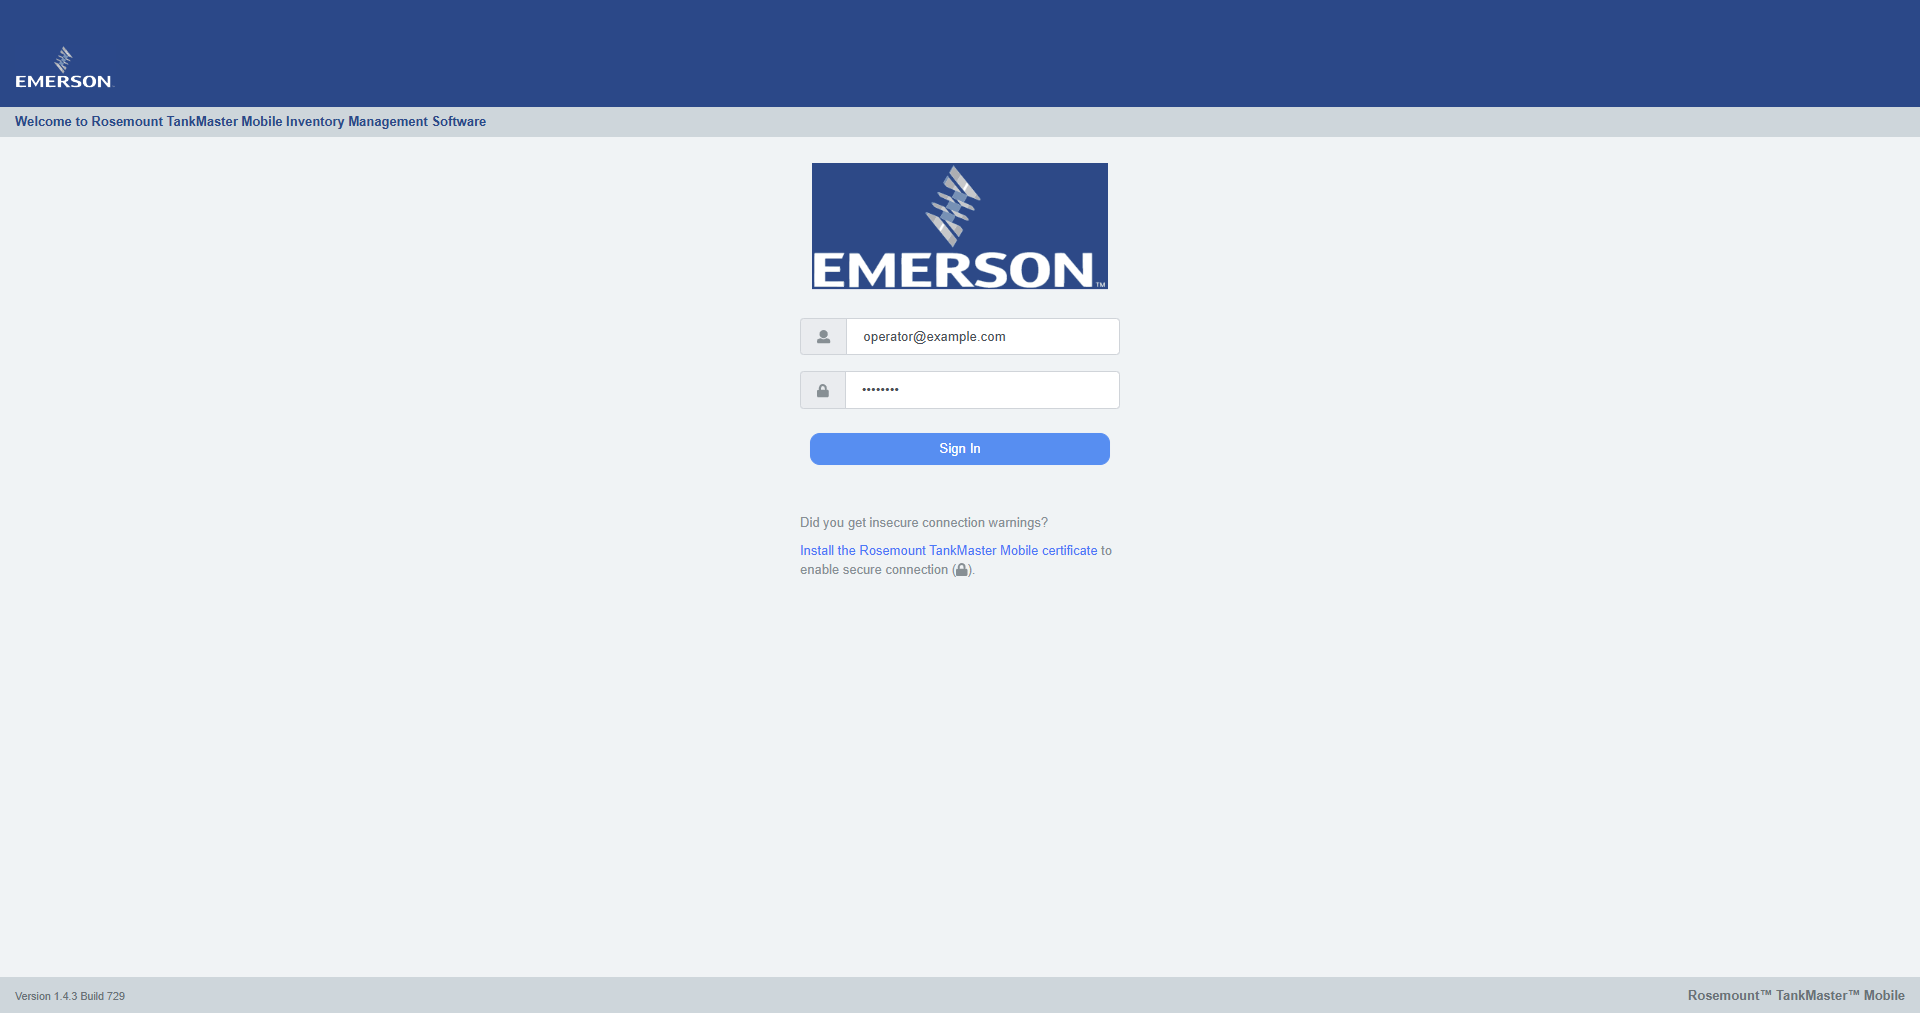 EMERSON
Welcome to Rosemount TankMaster Mobile Inventory Management Software
EMERSON™
operator@example.com
••••••••
Sign In
Did you get insecure connection warnings?
Install the Rosemount TankMaster Mobile certificate to
enable secure connection ().
Version 1.4.3 Build 729
Rosemount™ TankMaster™ Mobile